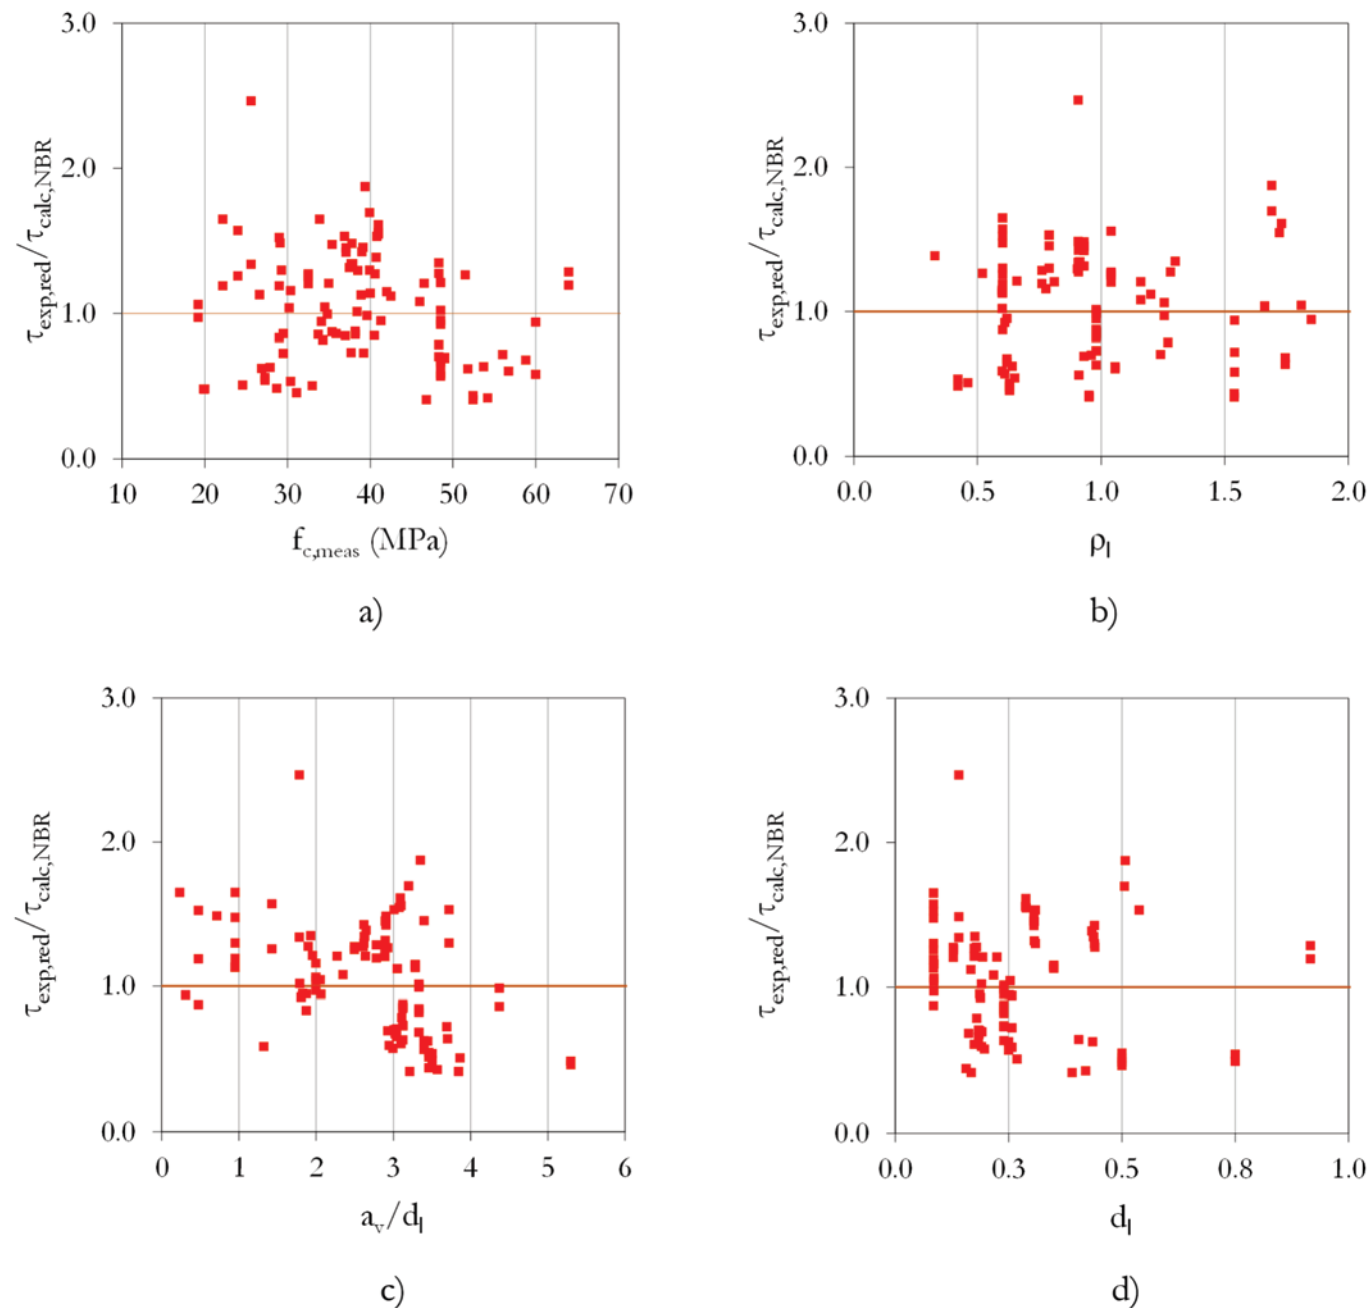 τexp,red/τcalc,NBR
3.0
2.0
1.0
0.0
10 20 30 40 50 60 70
fc,meas (MPa)
a)
τexp,red/τcalc,NBR
3.0
2.0
1.0
0.0
0.0 0.5 1.0 1.5 2.0
ρl
b)
τexp,red/τcalc,NBR
3.0
2.0
1.0
0.0
0 1 2 3 4 5 6
av/dl
c)
τexp,red/τcalc,NBR
3.0
2.0
1.0
0.0
0.0 0.3 0.5 0.8 1.0
dl
d)